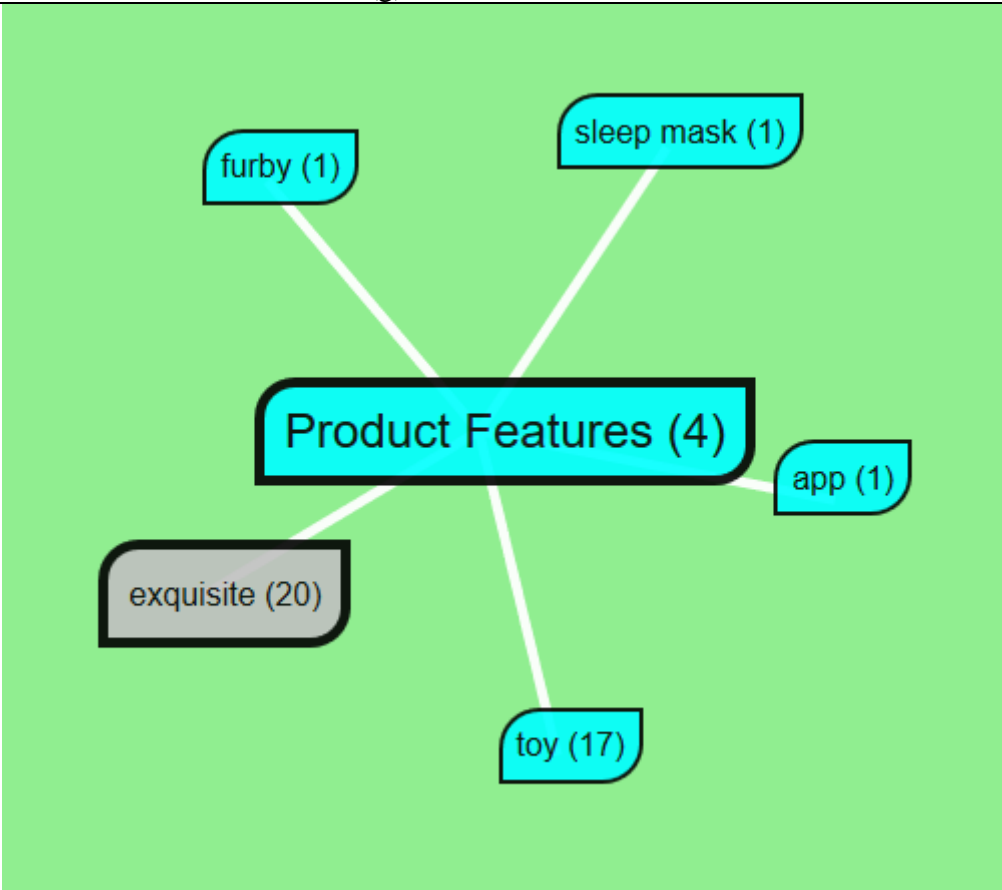 sleep mask (1)
furby (1)
Product Features (4)
app (1)
exquisite (20)
toy (17)